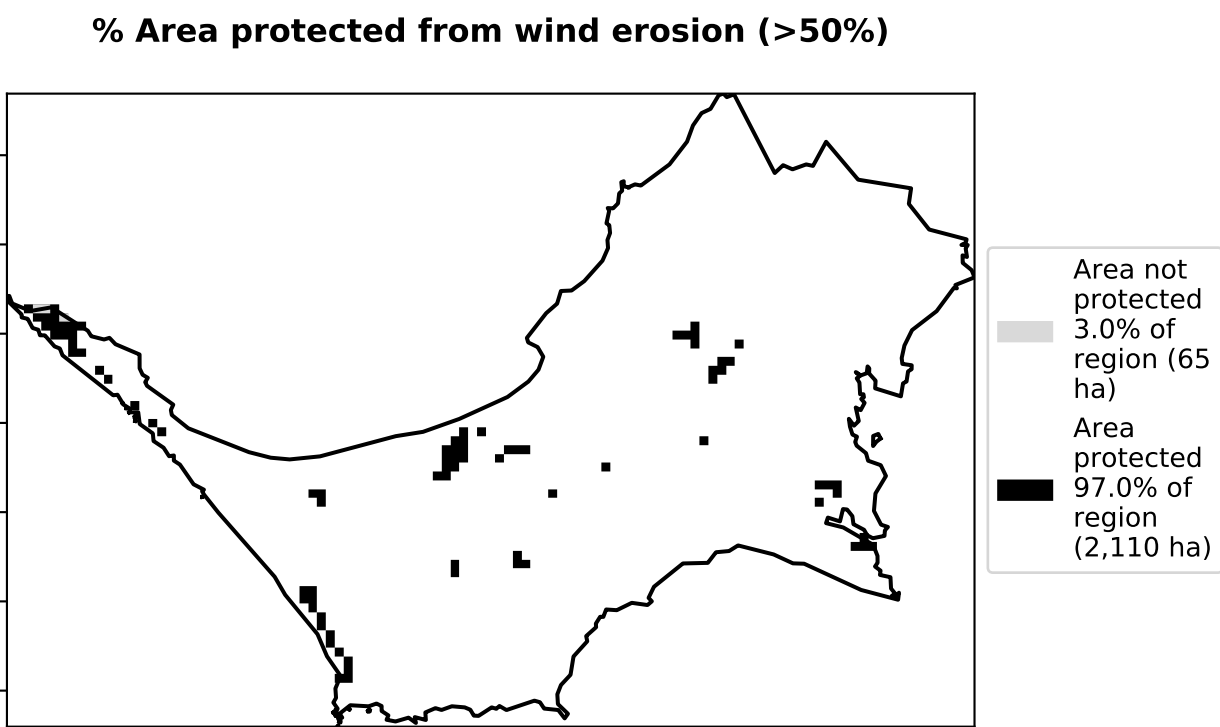 % Area protected from wind erosion (>50%)
Area not
protected
3.0% of
region (65
ha)
Area
protected
97.0% of
region
(2,110 ha)